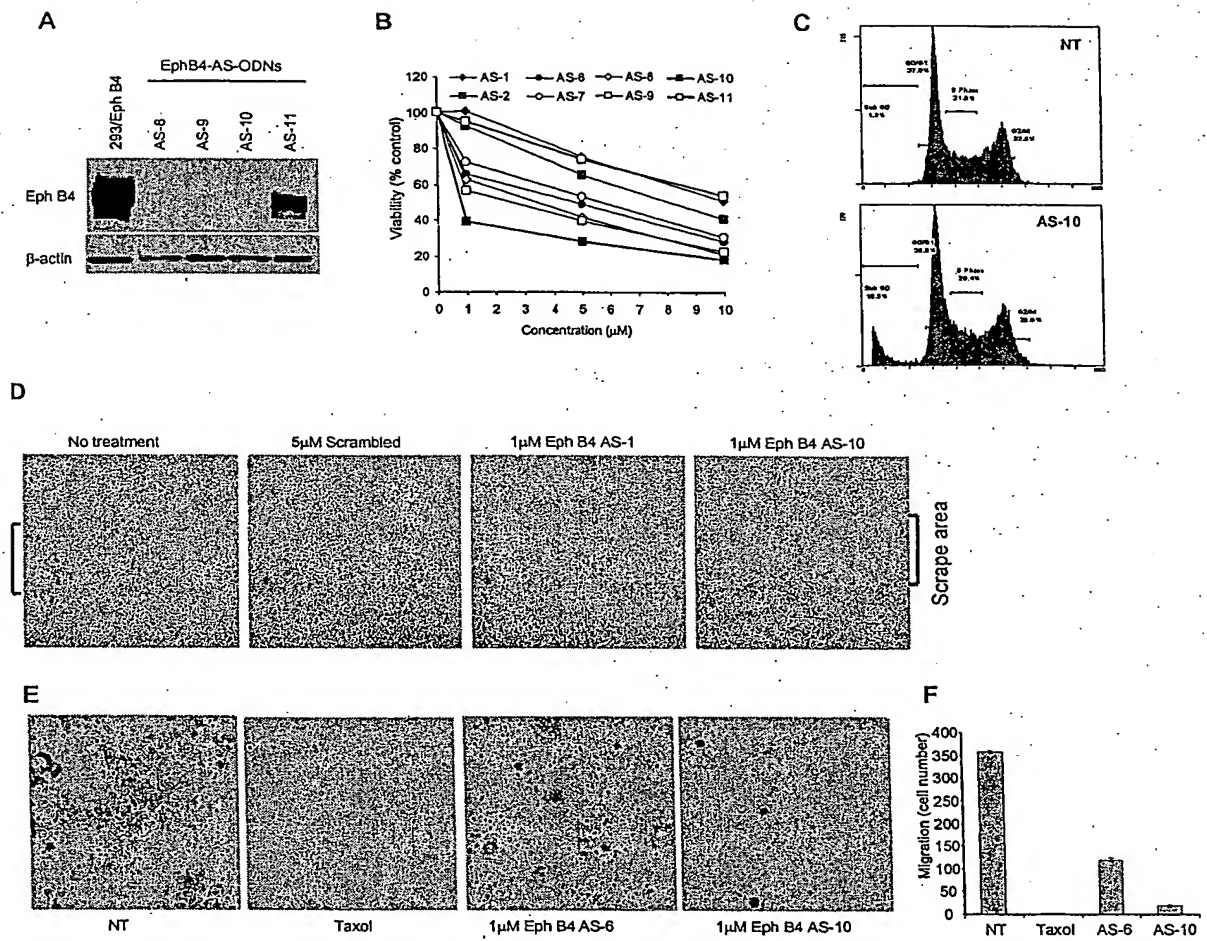 A
EphB4-AS-ODNs
293/Eph B4
AS-8
AS-9
AS-10
AS-11
Eph B4
β-actin
B
AS-1
AS-6
AS-8
AS-10
AS-2
AS-7
AS-9
AS-11
120
100
80
60
40
20
0
Viability (% control)
0 1 2 3 4 5 6 7 8 9 10
Concentration (μM)
C
NT
S Phase
AS-10
S Phase
D
No treatment
5μM Scrambled
1μM Eph B4 AS-1
1μM Eph B4 AS-10
Scrape area
E
NT
Taxol
1μM Eph B4 AS-6
1μM Eph B4 AS-10
F
Migration (cell number)
400
350
300
250
200
150
100
50
0
NT
Taxol
AS-6
AS-10